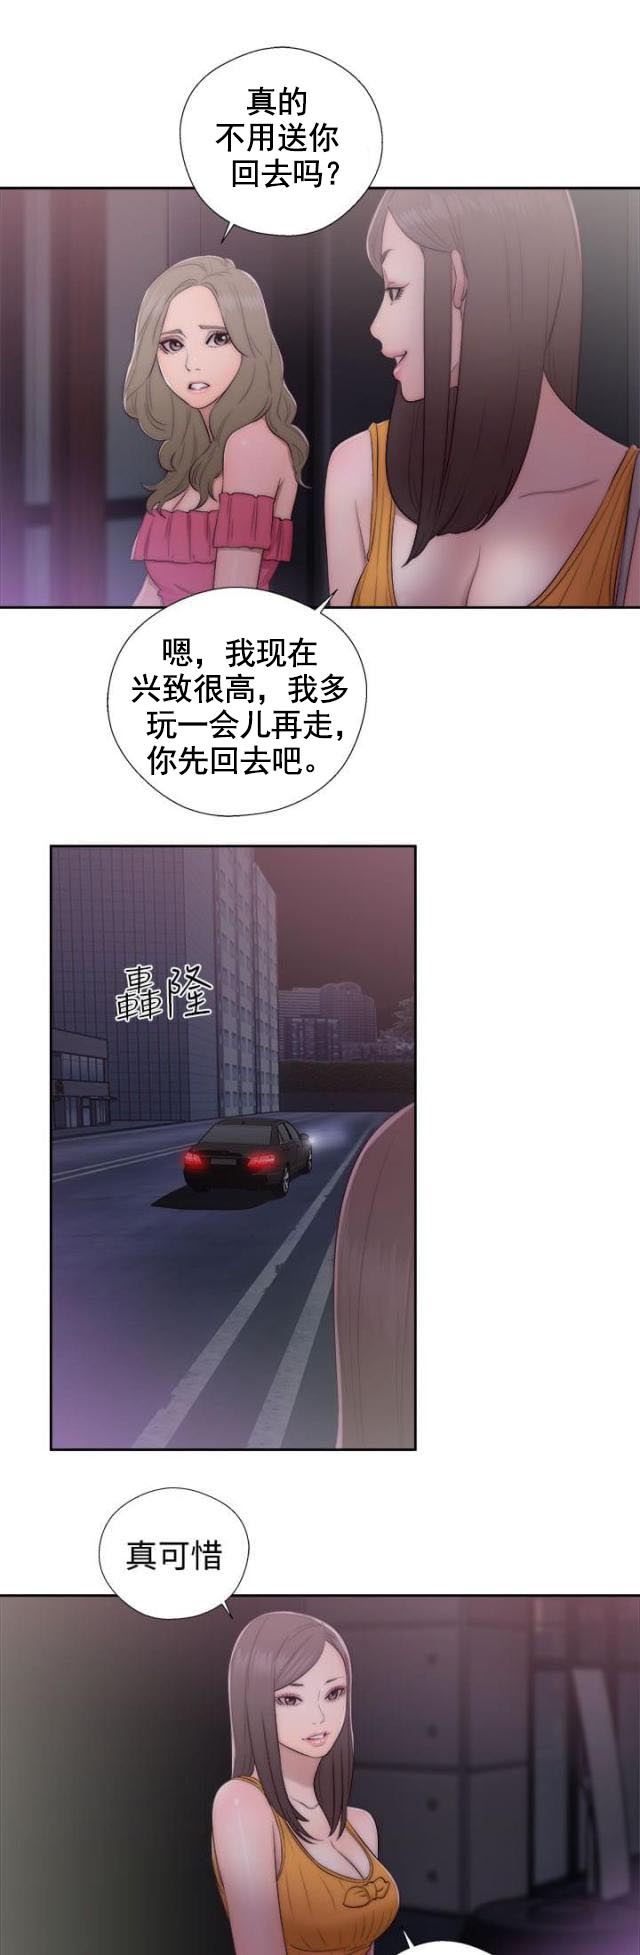 真的
不用送你
回去吗？
嗯，我现在
兴致很高，我多
玩一会儿再走，
你先回去吧。
轟隆
真可惜